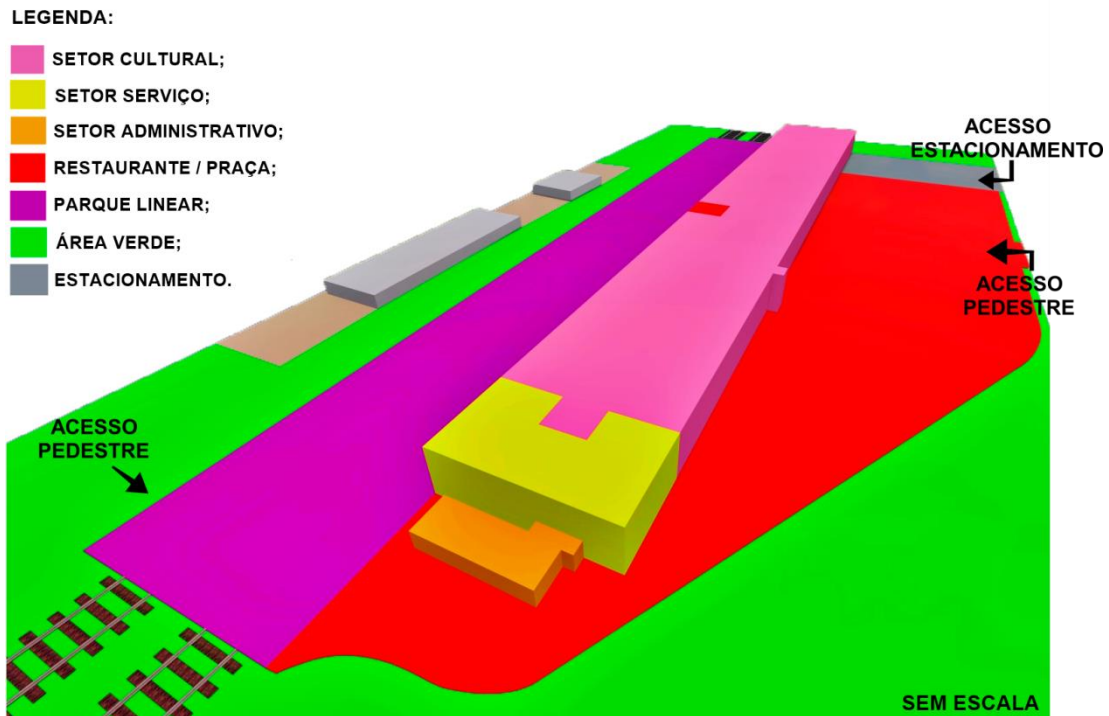 LEGENDA:
SETOR CULTURAL;
SETOR SERVIÇO;
SETOR ADMINISTRATIVO;
RESTAURANTE / PRAÇA;
PARQUE LINEAR;
ÁREA VERDE;
ESTACIONAMENTO.
ACESSO
ESTACIONAMENTO
ACESSO
PEDESTRE
ACESSO
PEDESTRE
SEM ESCALA